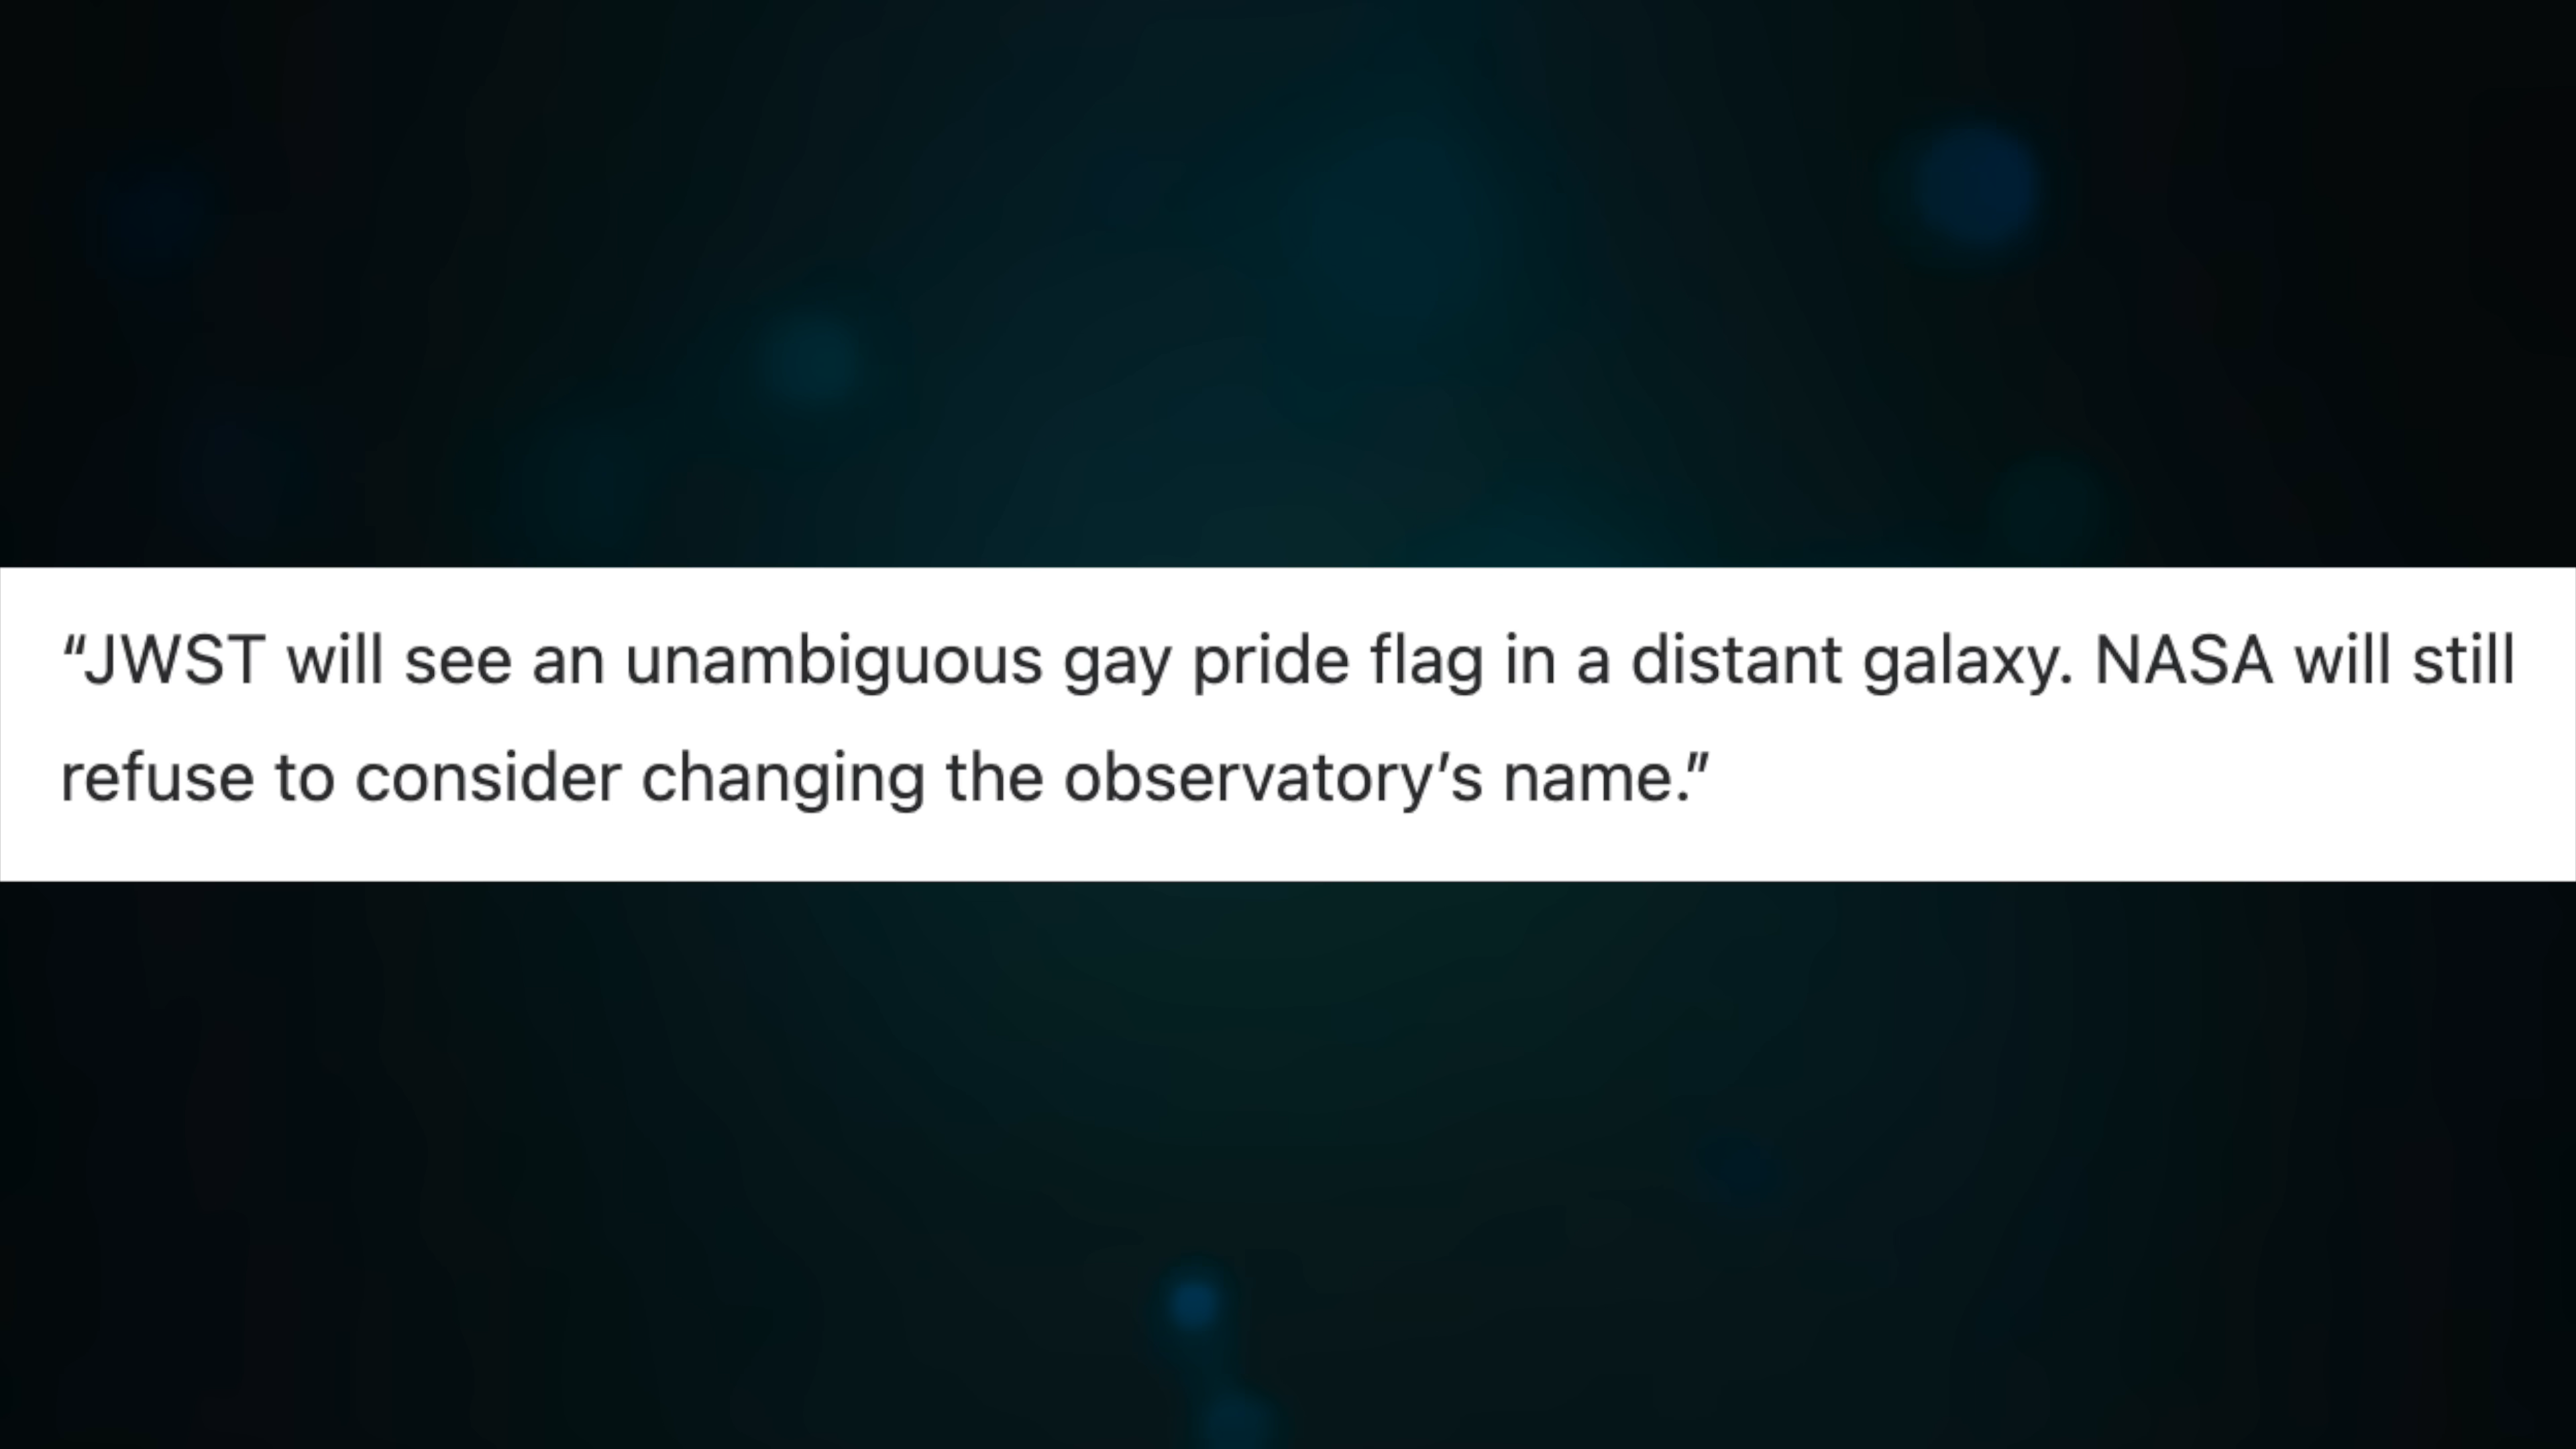 “JWST will see an unambiguous gay pride flag in a distant galaxy. NASA will still
refuse to consider changing the observatory’s name.”